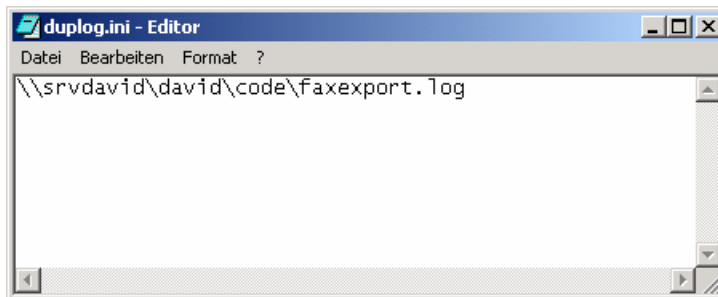 duplog.ini - Editor
Datei Bearbeiten Format ?
\\srvdavid\david\code\faxexport.log